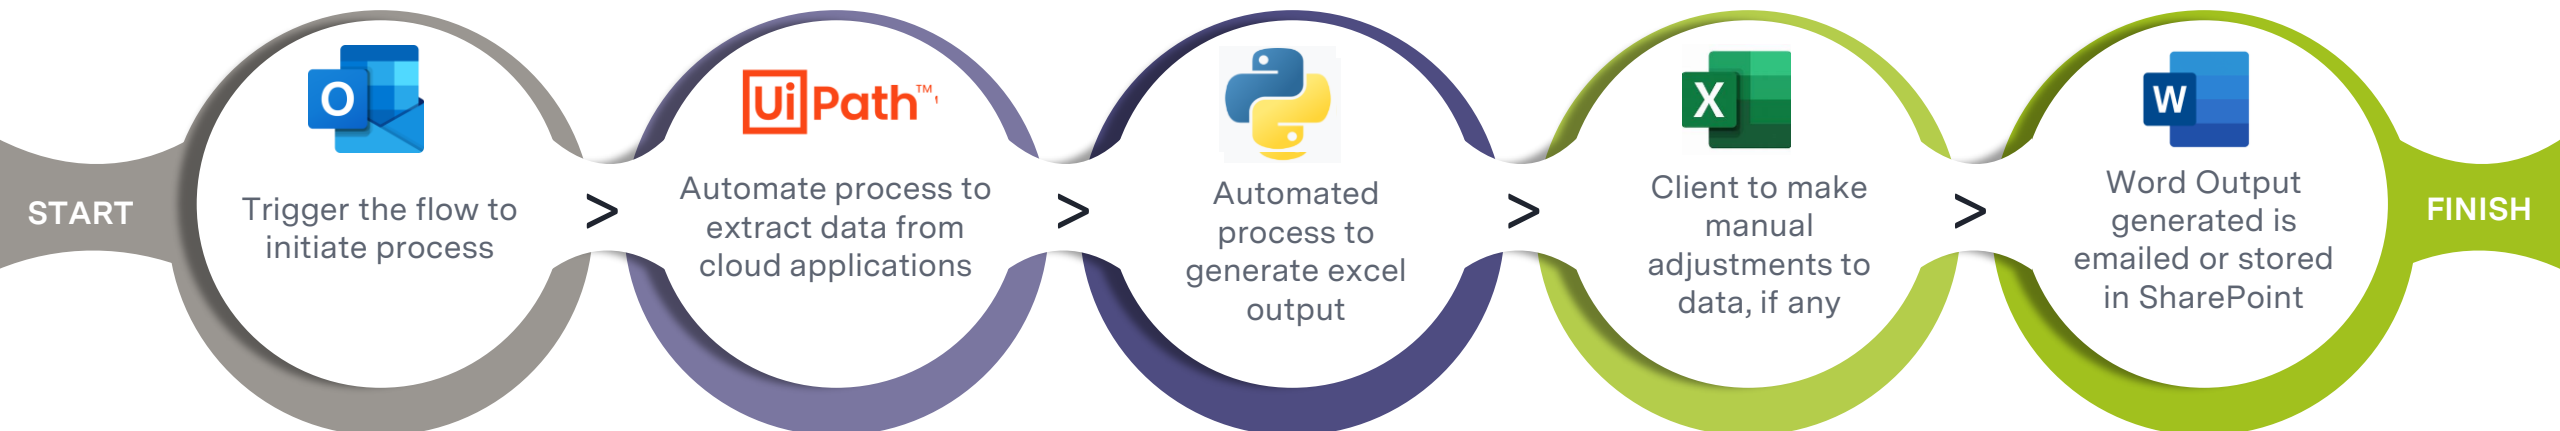 START
O
Trigger the flow to
initiate process
>
UiPath™
Automate process to
extract data from
cloud applications
>
Automated
process to
generate excel
output
>
X
Client to make
manual
adjustments to
data, if any
>
W
Word Output
generated is
emailed or stored
in SharePoint
FINISH